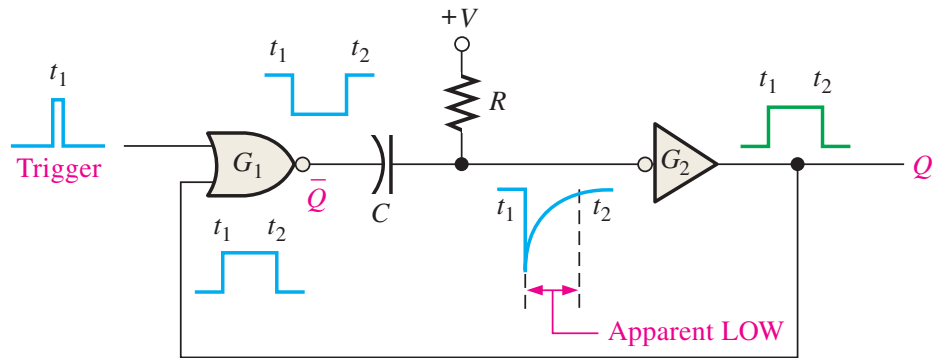 +V
t1 t2
t1
t1 t2
R
Trigger
G1
G2
Q
Q̄
C
t1 t2
t1 t2
Apparent LOW